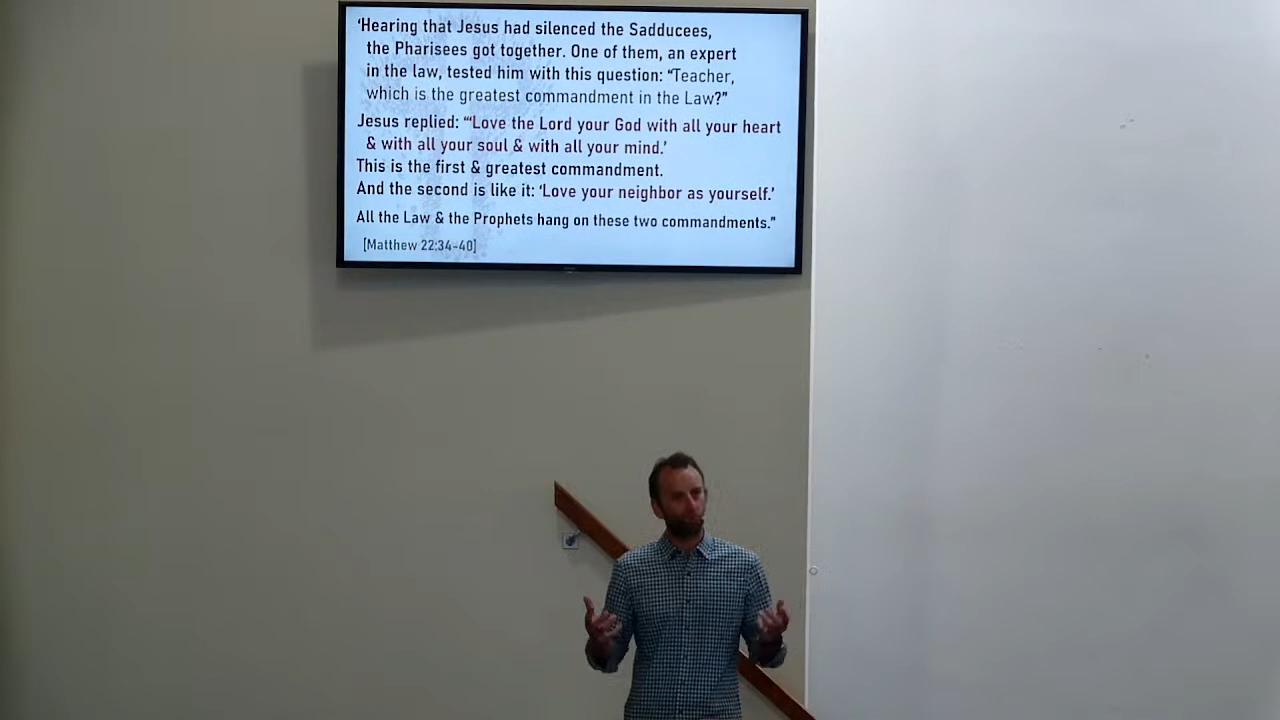 ‘Hearing that Jesus had silenced the Sadducees,
the Pharisees got together. One of them, an expert
in the law, tested him with this question: “Teacher,
which is the greatest commandment in the Law?”
Jesus replied: “‘Love the Lord your God with all your heart
& with all your soul & with all your mind.’
This is the first & greatest commandment.
And the second is like it: ‘Love your neighbor as yourself.’
All the Law & the Prophets hang on these two commandments.”
[Matthew 22:34-40]